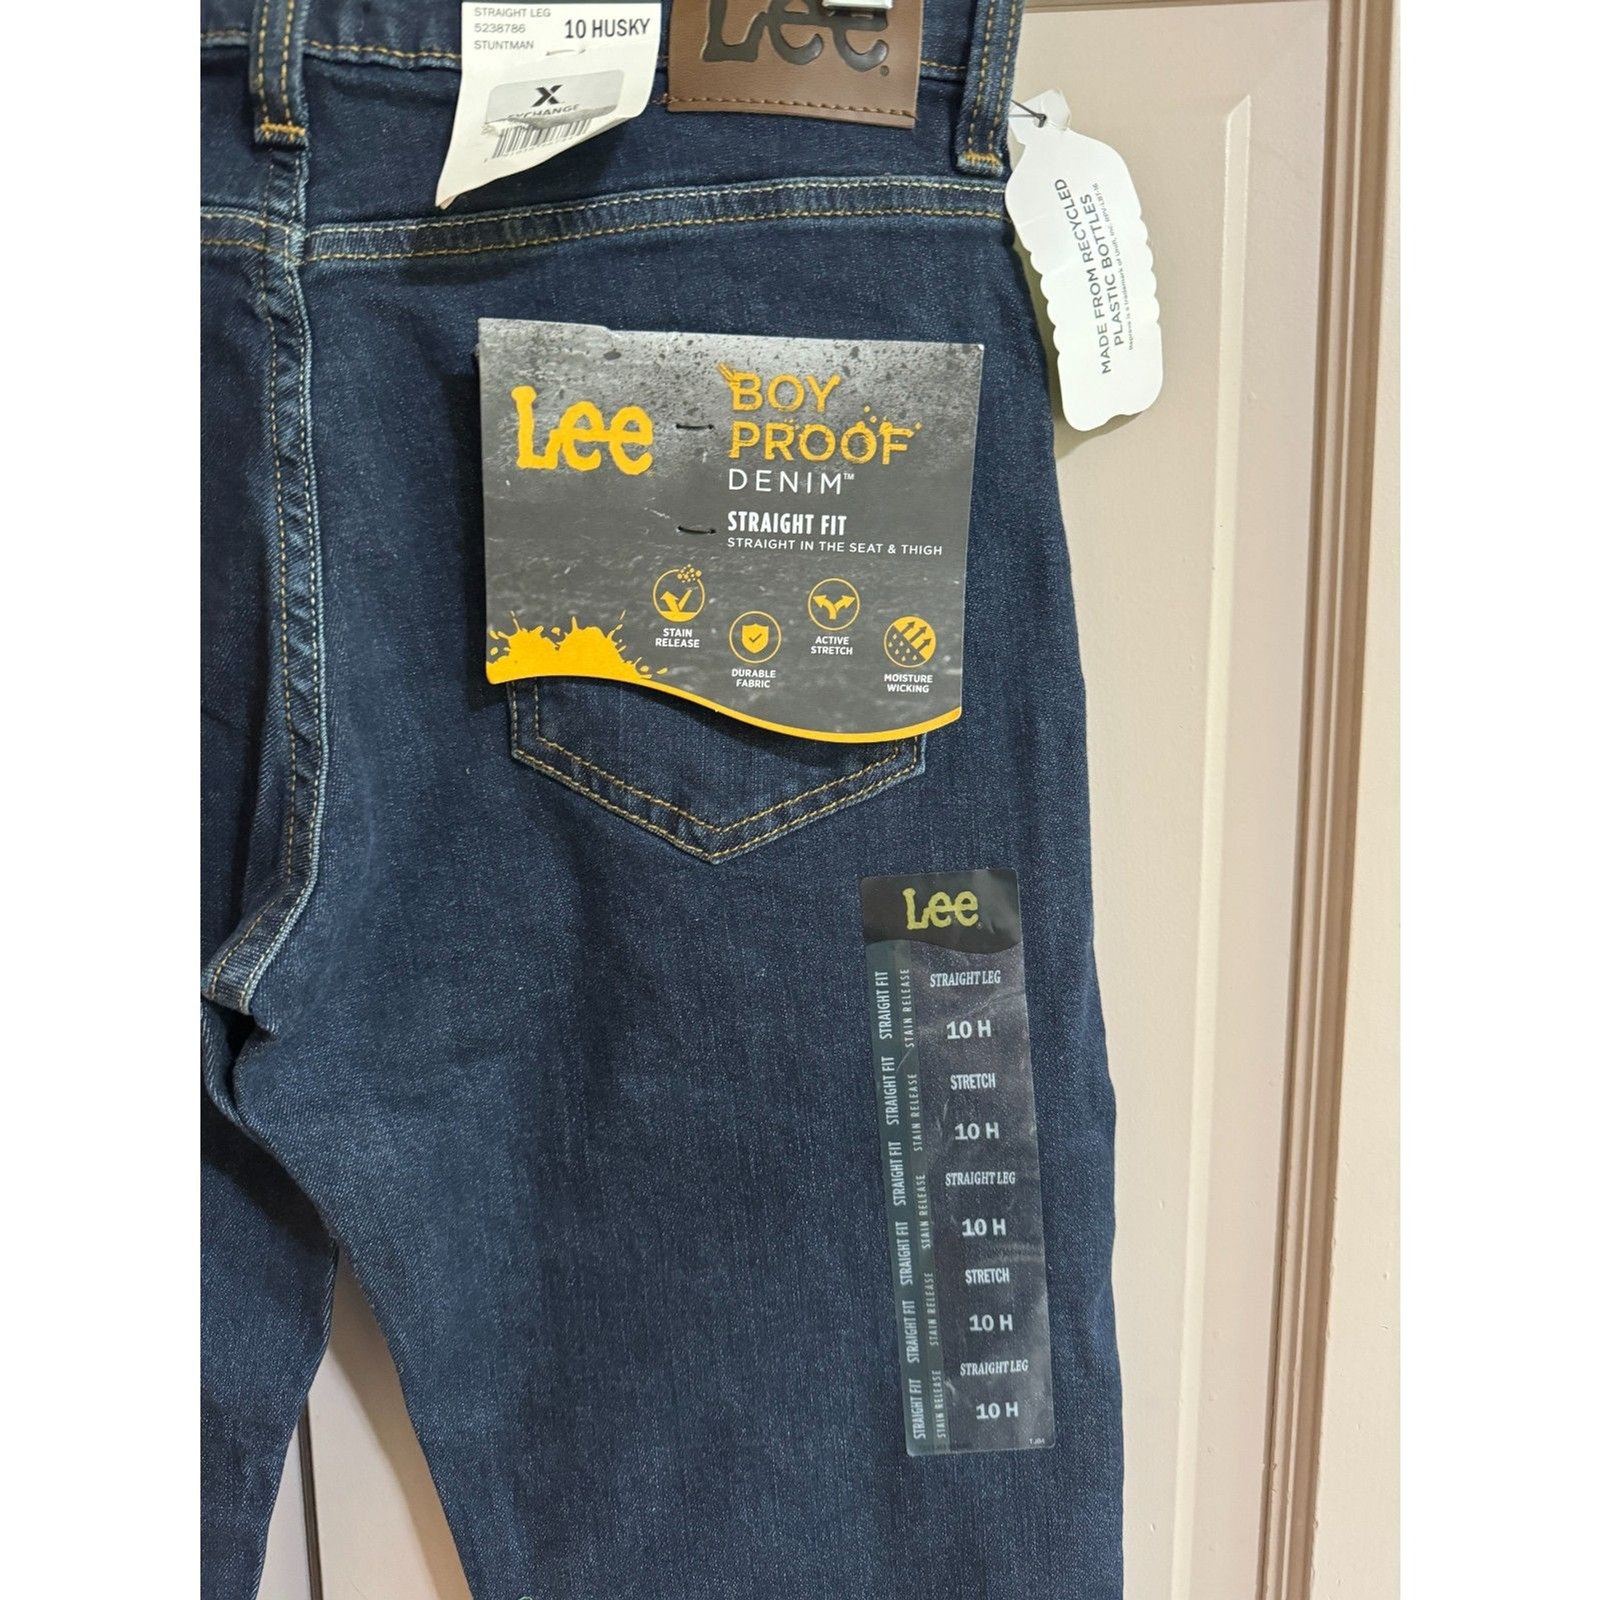 STRAIGHT LEG
5238786
STUNTMAN
10 HUSKY
X
EXCHANGE
Lee
MADE FROM RECYCLED
PLASTIC BOTTLES
Lee
BOY
PROOF
DENIM™
STRAIGHT FIT
STRAIGHT IN THE SEAT & THIGH
STAIN
RELEASE
DURABLE
FABRIC
ACTIVE
STRETCH
MOISTURE
WICKING
Lee
STRAIGHT LEG
10 H
STRETCH
10 H
STRAIGHT LEG
10 H
STRETCH
10 H
STRAIGHT LEG
10 H
STRAIGHT FIT STRAIGHT FIT STRAIGHT FIT STRAIGHT FIT STRAIGHT FIT STRAIGHT FIT
STAIN RELEASE STAIN RELEASE STAIN RELEASE STAIN RELEASE STAIN RELEASE